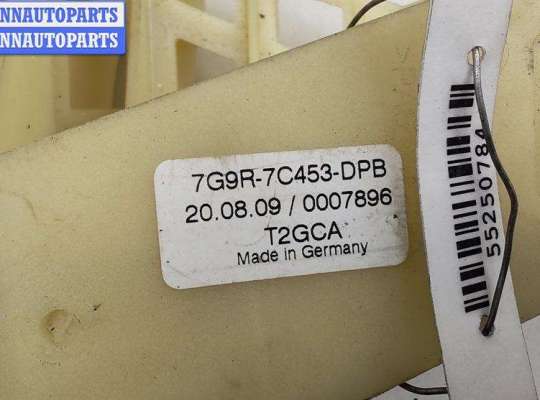 NNAUTOPARTS
NNAUTOPARTS
7G9R-7C453-DPB
20.08.09 / 0007896
T2GCA
Made in Germany
55250784